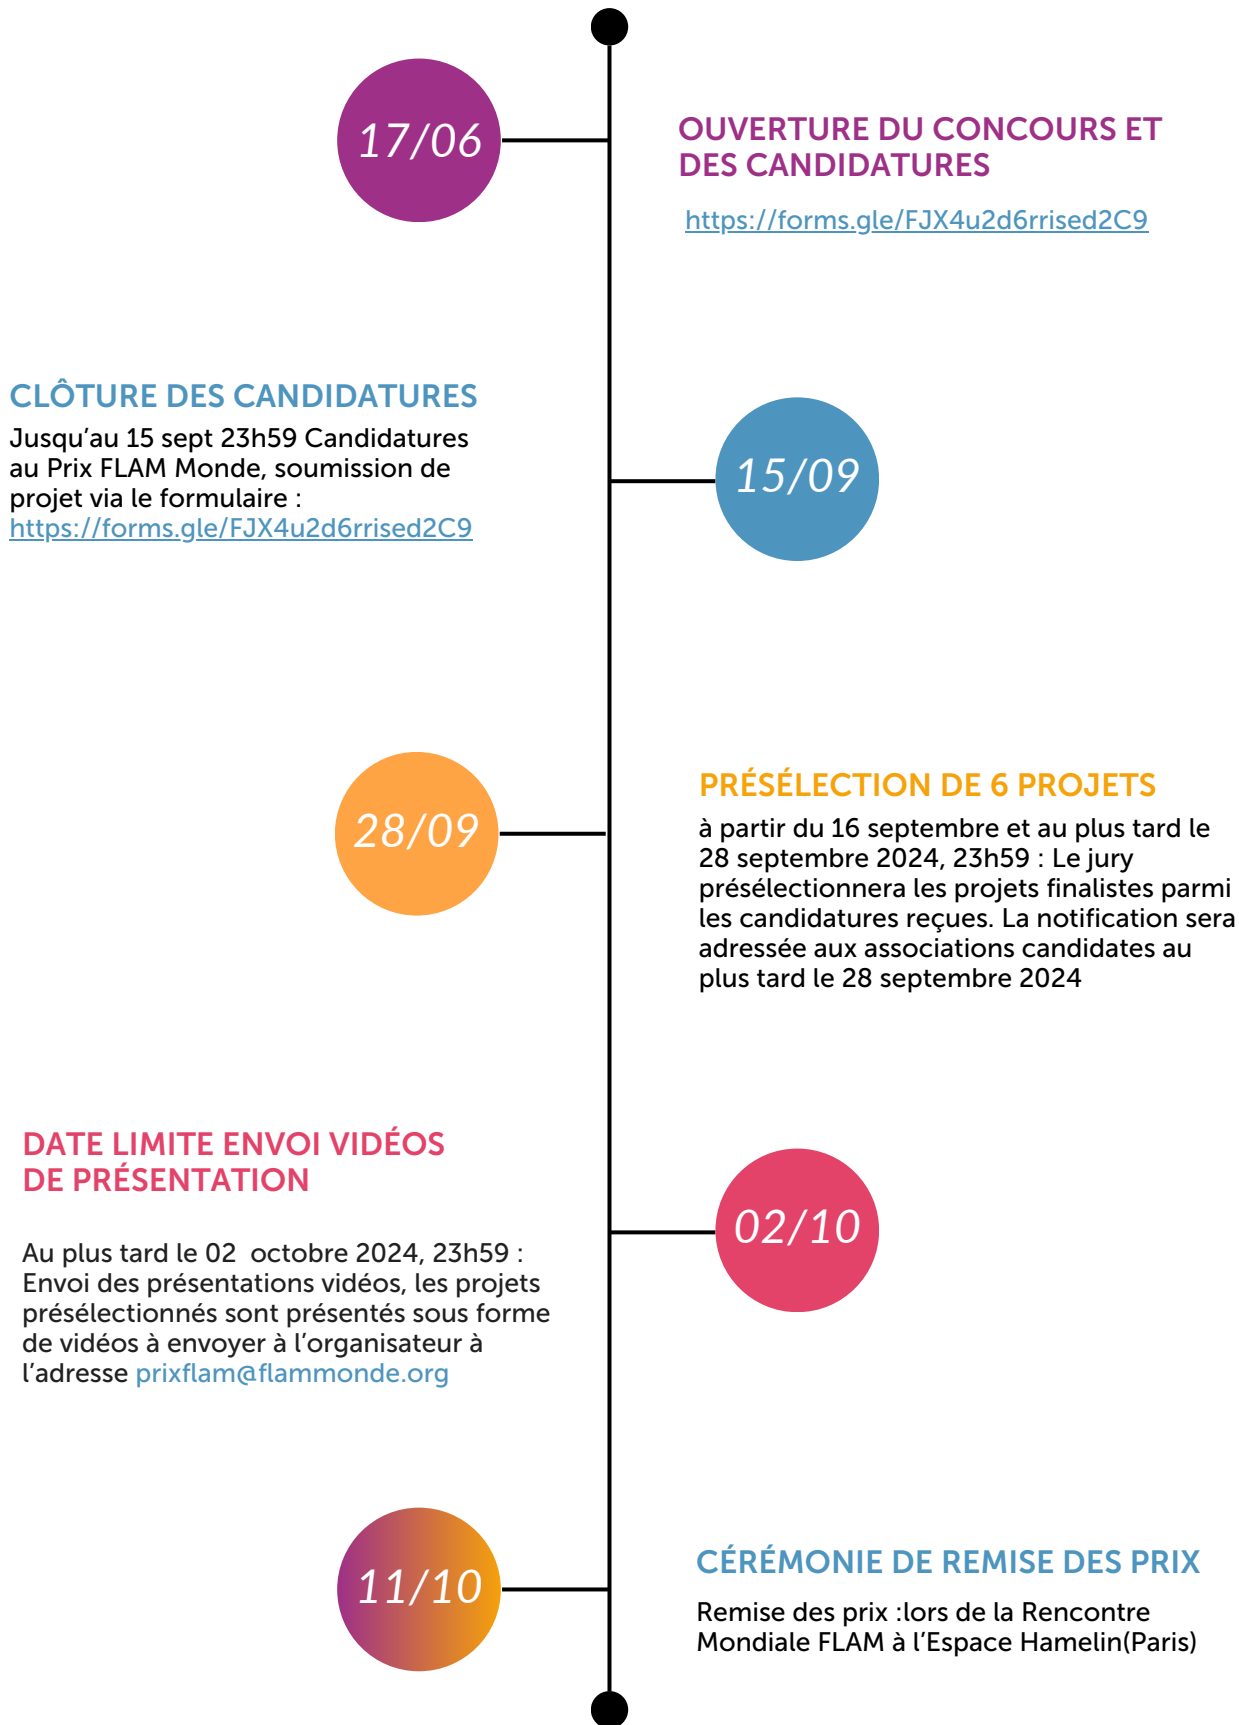 17/06
OUVERTURE DU CONCOURS ET
DES CANDIDATURES
https://forms.gle/FJX4u2d6rrised2C9
CLÔTURE DES CANDIDATURES
Jusqu'au 15 sept 23h59 Candidatures
au Prix FLAM Monde, soumission de
projet via le formulaire :
https://forms.gle/FJX4u2d6rrised2C9
15/09
28/09
PRÉSÉLECTION DE 6 PROJETS
à partir du 16 septembre et au plus tard le
28 septembre 2024, 23h59 : Le jury
présélectionnera les projets finalistes parmi
les candidatures reçues. La notification sera
adressée aux associations candidates au
plus tard le 28 septembre 2024
DATE LIMITE ENVOI VIDÉOS
DE PRÉSENTATION
Au plus tard le 02  octobre 2024, 23h59 :
Envoi des présentations vidéos, les projets
présélectionnés sont présentés sous forme
de vidéos à envoyer à l'organisateur à
l'adresse prixflam@flammonde.org
02/10
11/10
CÉRÉMONIE DE REMISE DES PRIX
Remise des prix :lors de la Rencontre
Mondiale FLAM à l'Espace Hamelin(Paris)